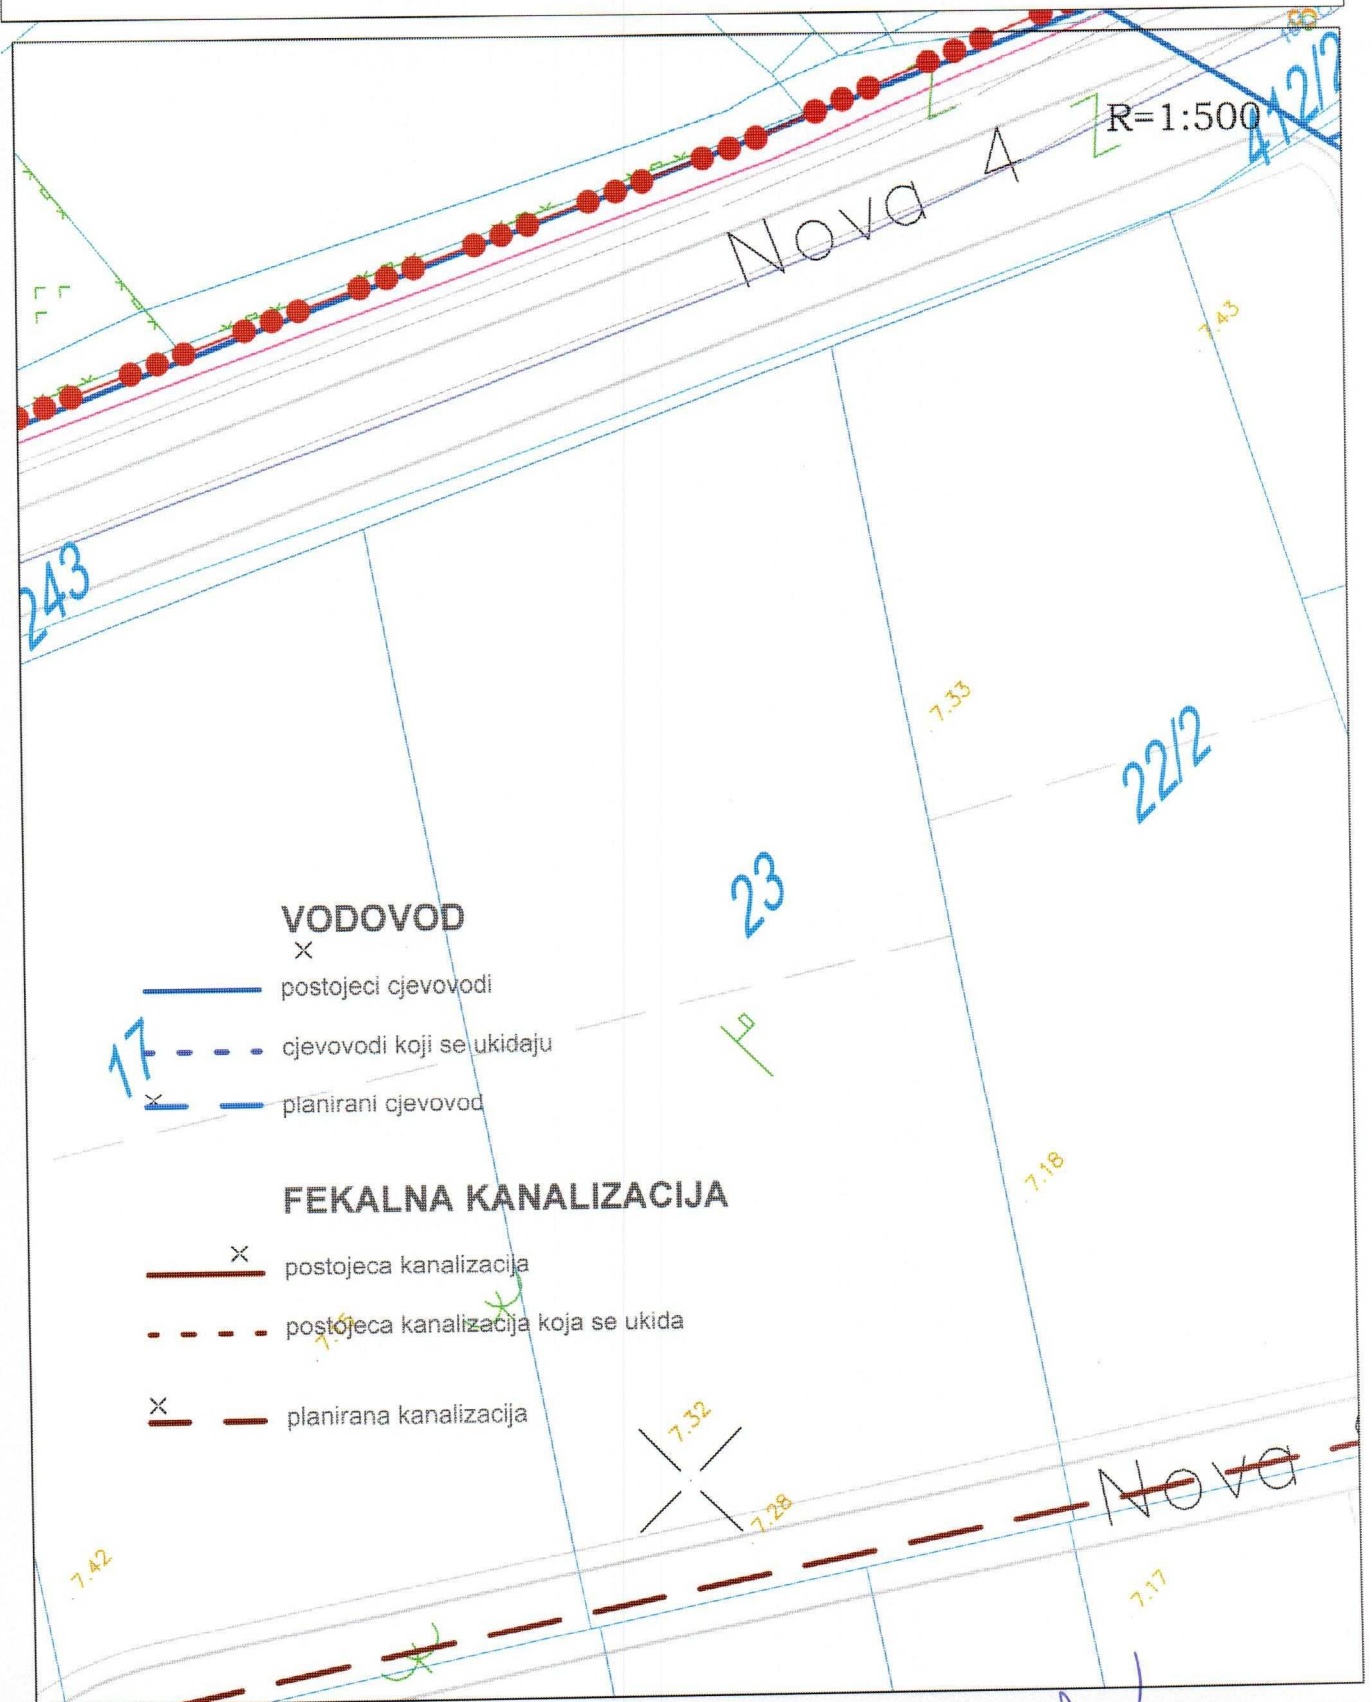 R=1:500
412/2
Nova 4
7.43
243
7.33
22/2
23
VODOVOD
postojeci cjevovodi
cjevovodi koji se ukidaju
17
planirani cjevovod
7.18
FEKALNA KANALIZACIJA
postojeca kanalizacija
postojeca kanalizacija koja se ukida
planirana kanalizacija
7.32
Nova
7.28
7.42
7.17